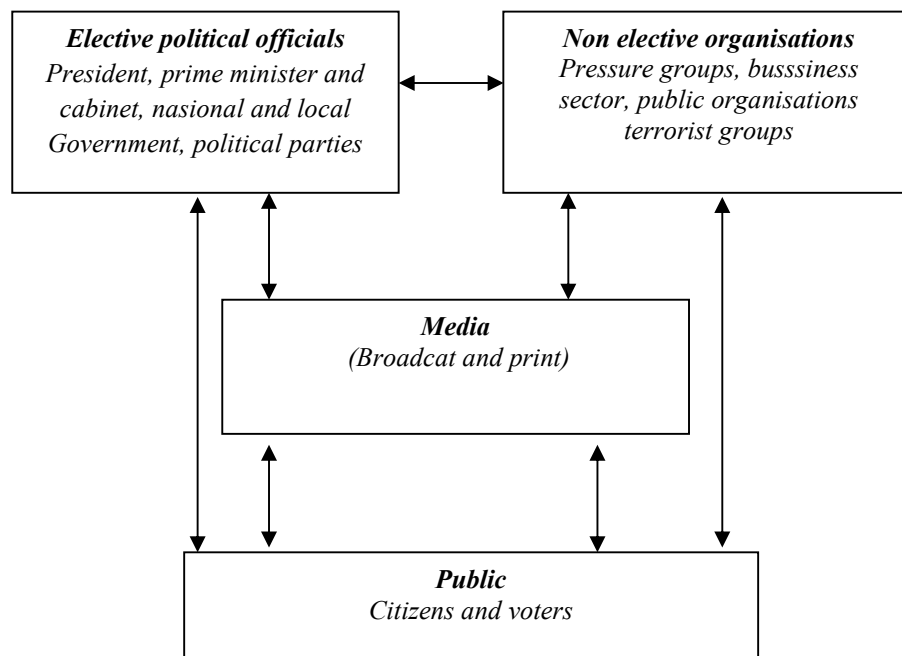 Elective political officials
President, prime minister and
cabinet, nasional and local
Government, political parties
Non elective organisations
Pressure groups, busssiness
sector, public organisations
terrorist groups
Media
(Broadcat and print)
Public
Citizens and voters